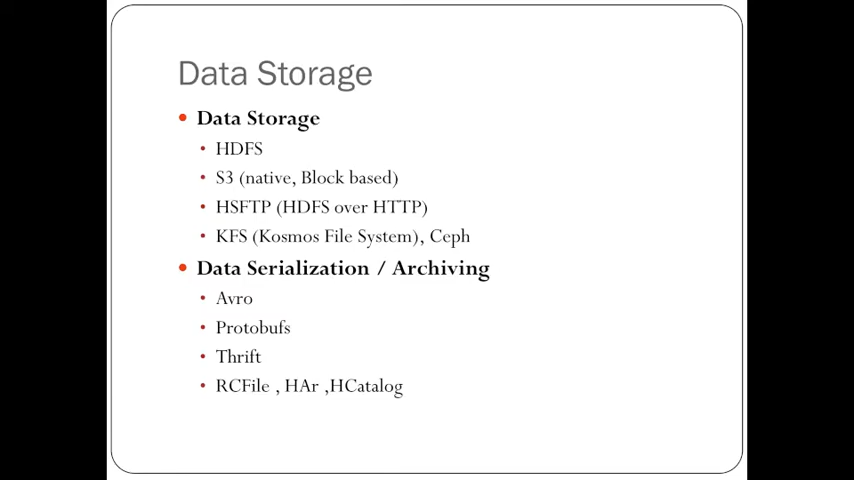 Data Storage
• Data Storage
• HDFS
• S3 (native, Block based)
• HSFTP (HDFS over HTTP)
• KFS (Kosmos File System), Ceph
• Data Serialization / Archiving
• Avro
• Protobufs
• Thrift
• RCFile , HAr ,HCatalog